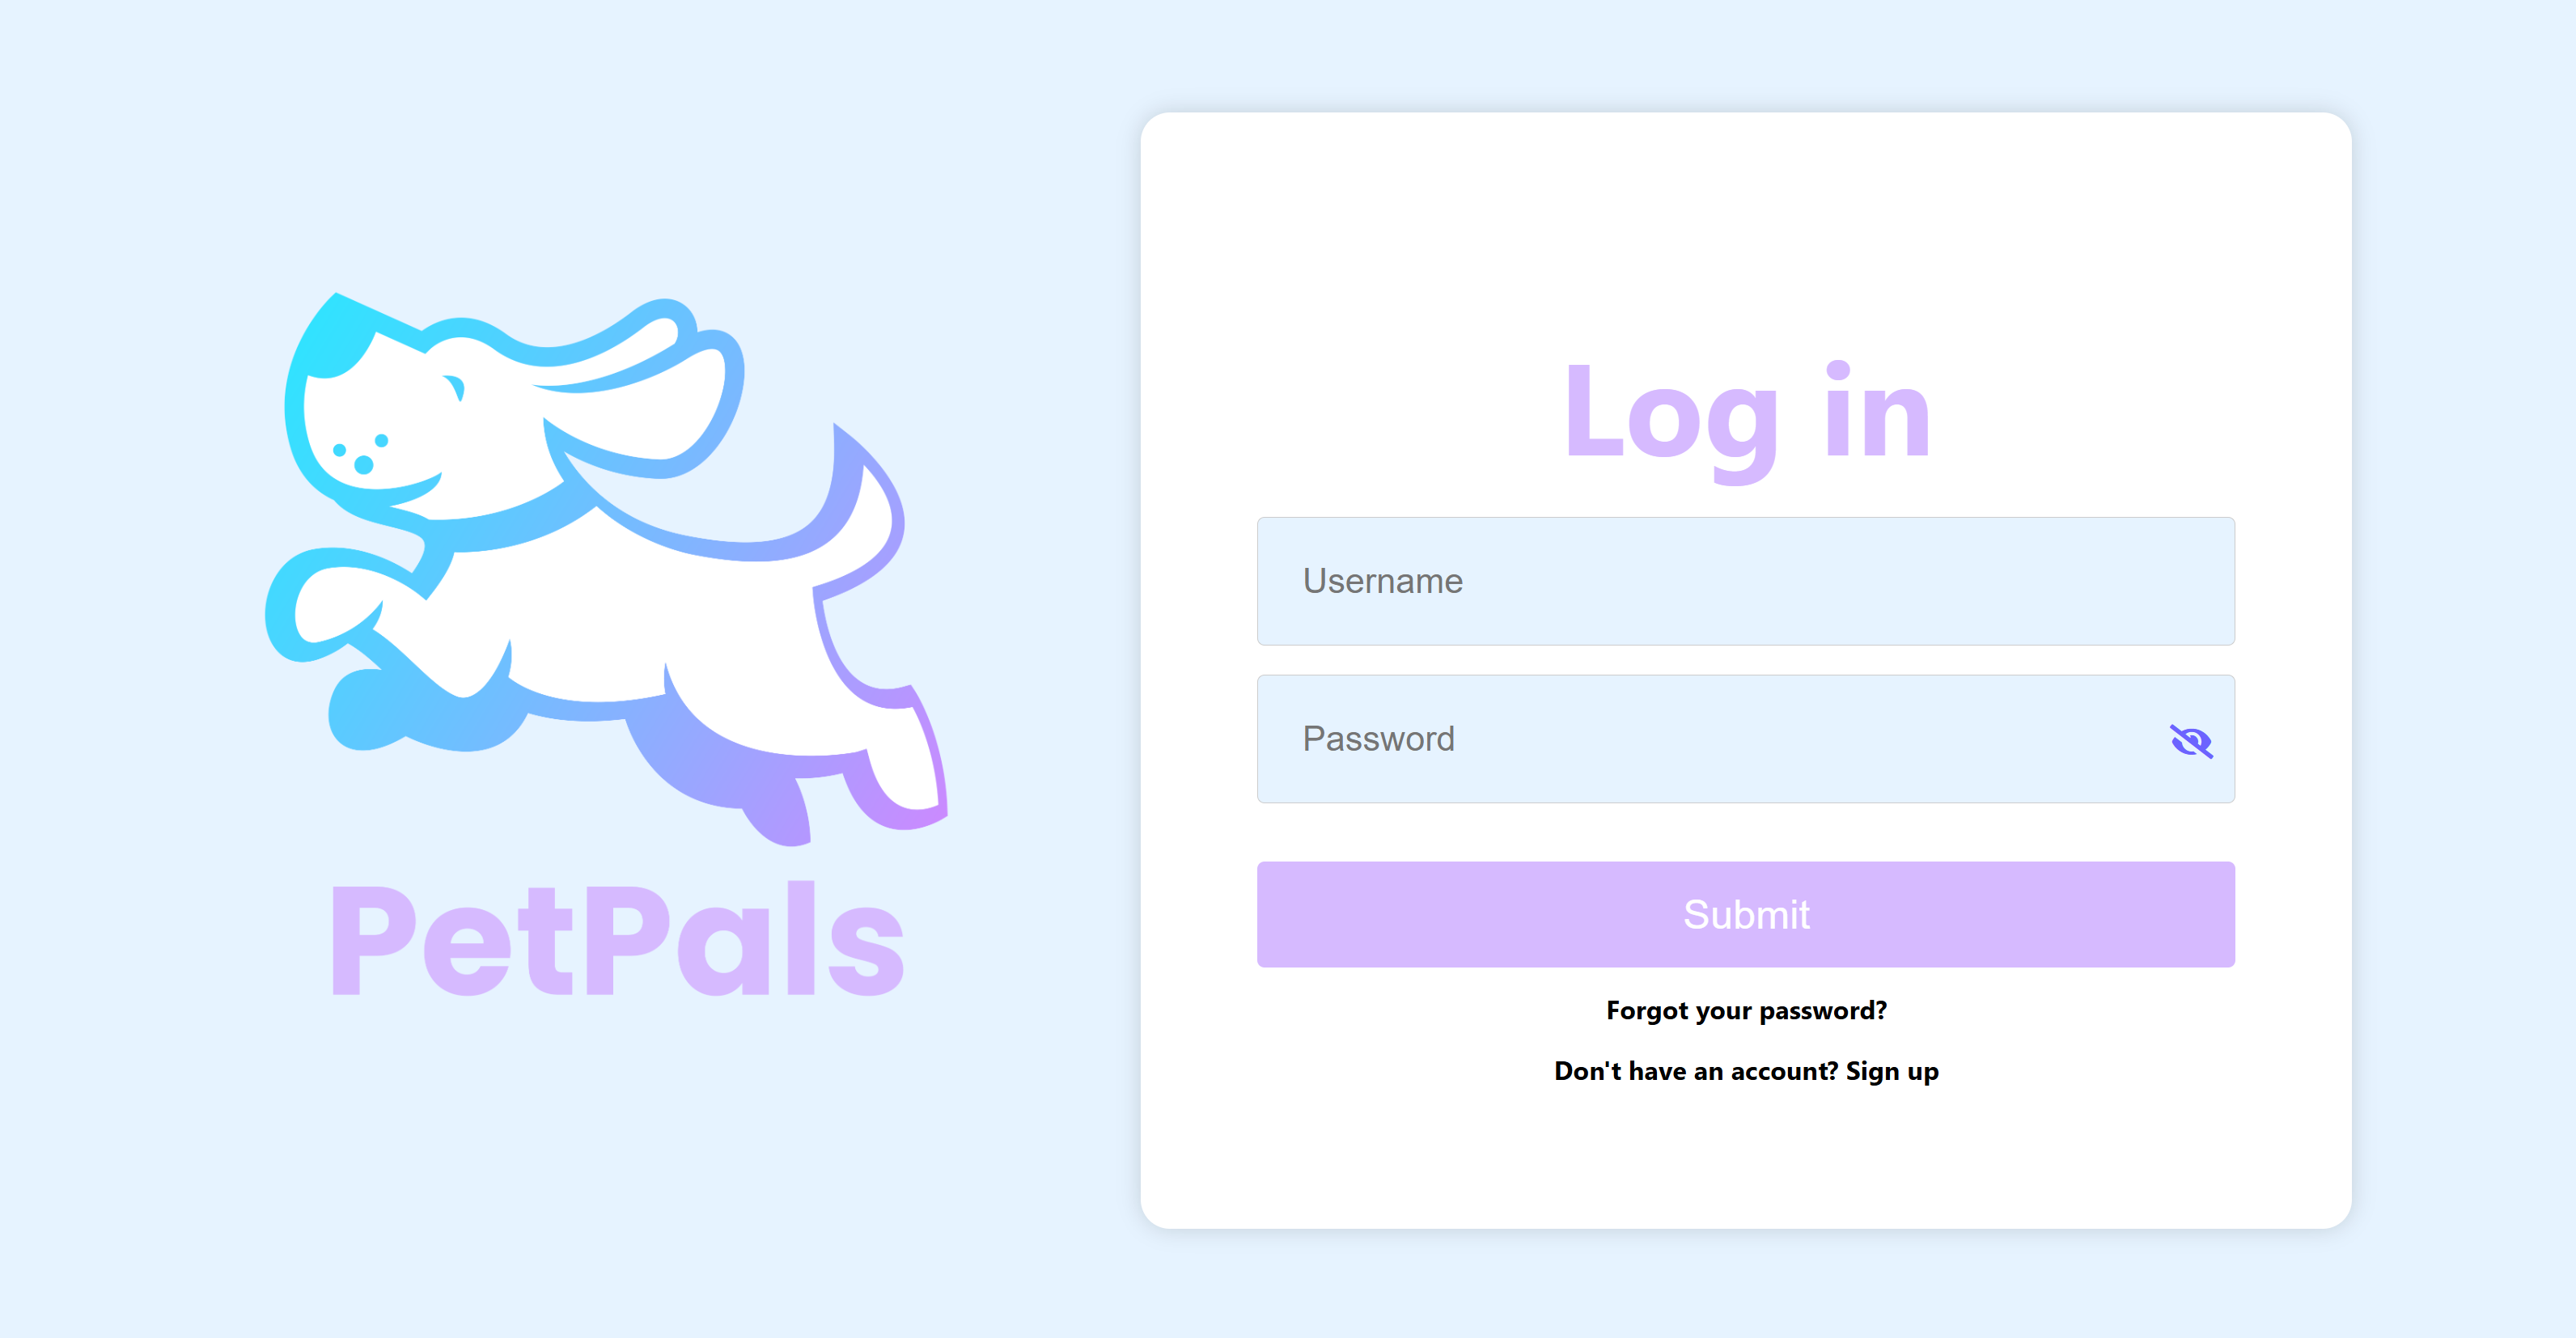 PetPals
Log in
Username
Password
Submit
Forgot your password?
Don't have an account? Sign up